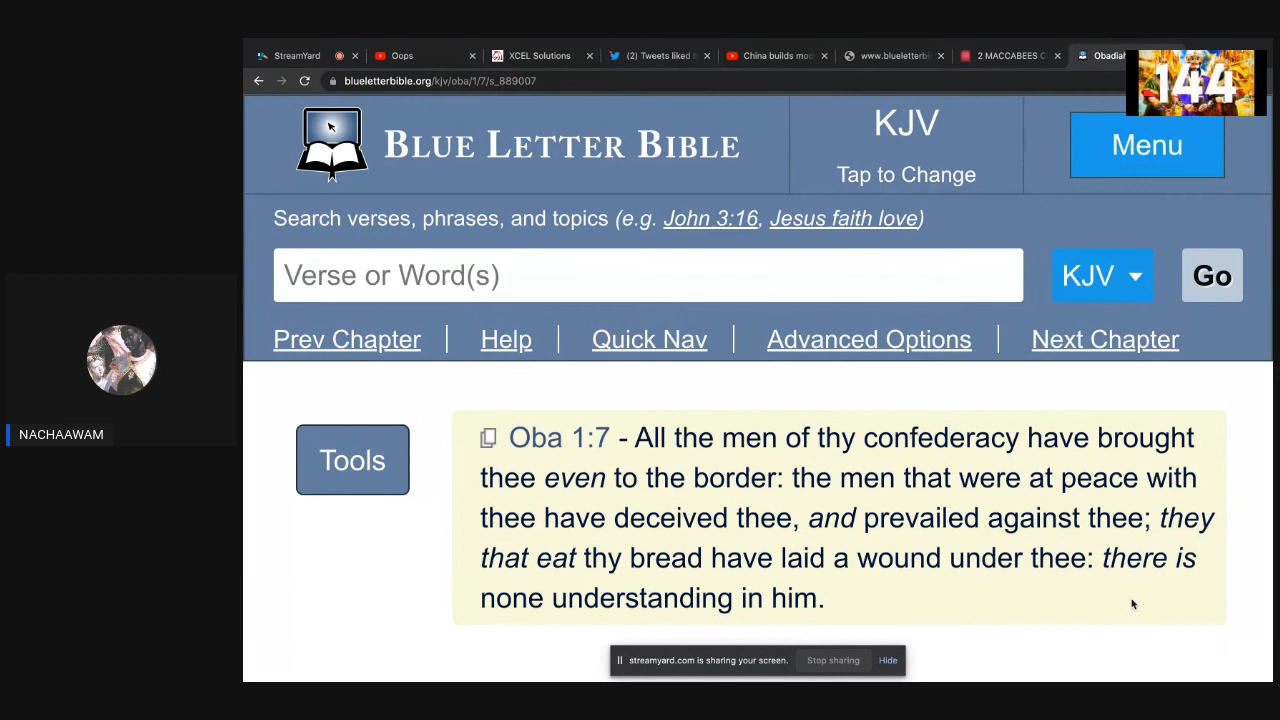 StreamYard
Oops
XCEL Solutions
(2) Tweets liked
China builds mo
www.blueletterbi
2 MACCABEES C
Obadiah
144
blueletterbible.org/kjv/oba/1/7/s_889007
BLUE LETTER BIBLE
KJV
Tap to Change
Menu
Search verses, phrases, and topics (e.g. John 3:16, Jesus faith love)
Verse or Word(s)
KJV
Go
Prev Chapter
Help
Quick Nav
Advanced Options
Next Chapter
NACHAAWAM
Tools
Oba 1:7 - All the men of thy confederacy have brought
thee even to the border: the men that were at peace with
thee have deceived thee, and prevailed against thee; they
that eat thy bread have laid a wound under thee: there is
none understanding in him.
streamyard.com is sharing your screen.
Stop sharing
Hide